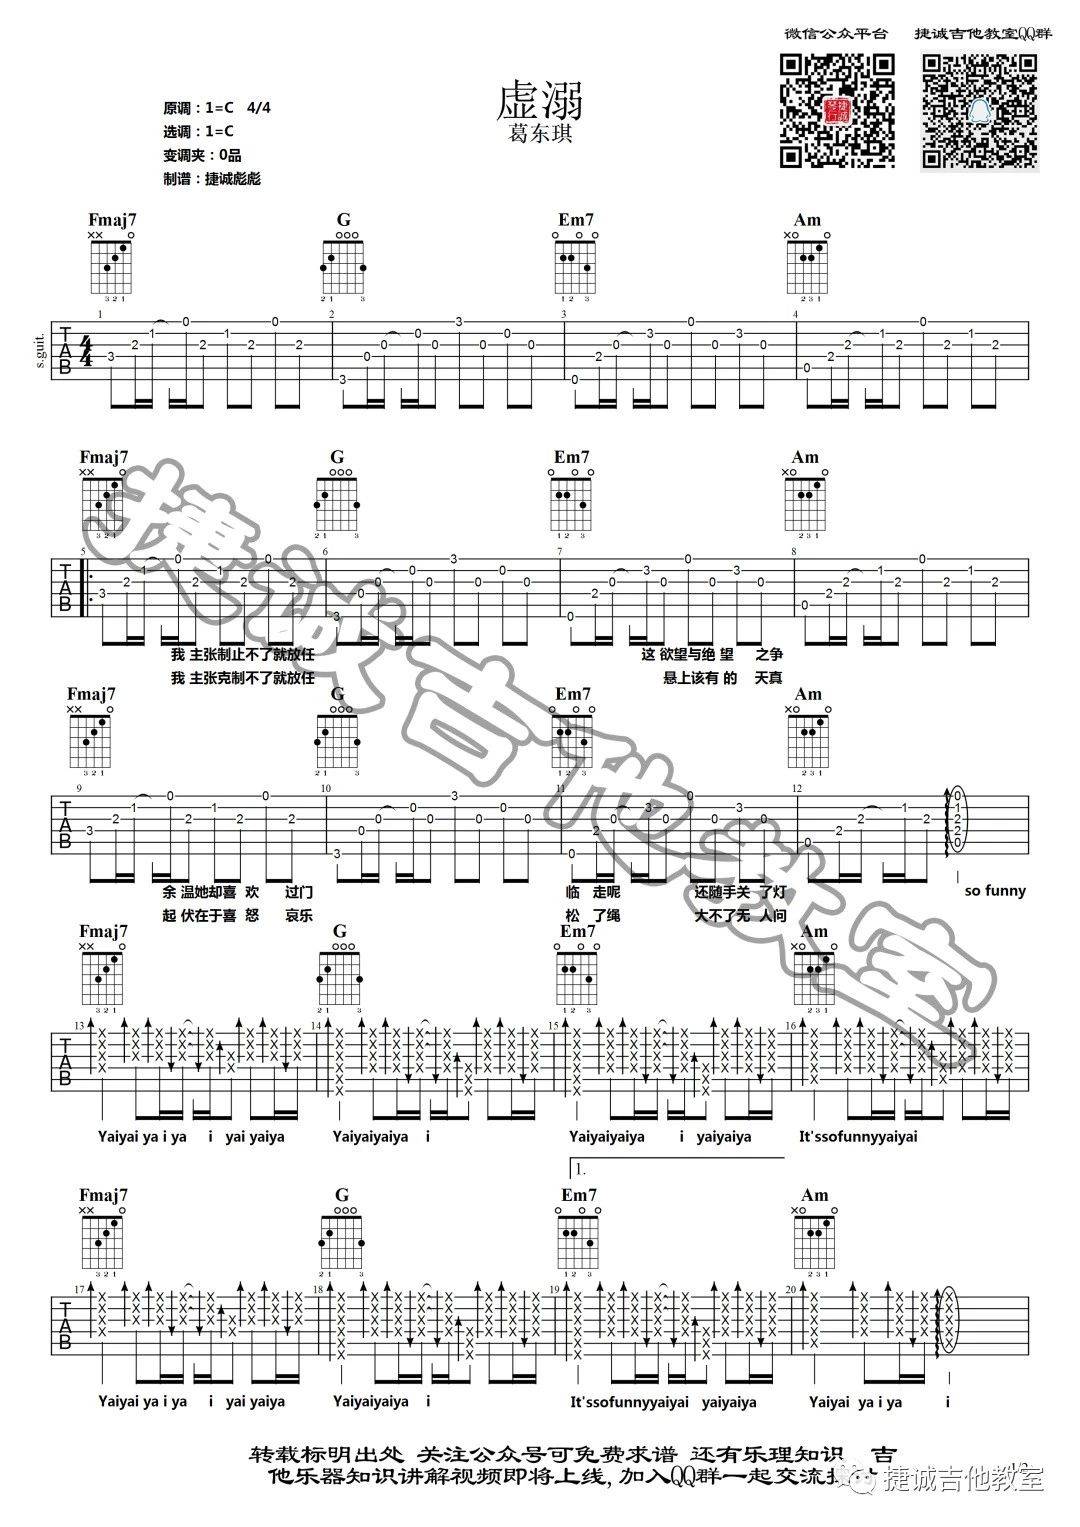 微信公众平台 捷诚吉他教室QQ群
虚溺
葛东琪
原调：1=C 4/4
选调：1=C
变调夹：0品
制谱：捷诚彪彪
Fmaj7 G Em7 Am
s.guit.
Fmaj7 G Em7 Am
我 主张制止不了就放任 这 欲望与绝 望 之争
我 主张克制不了就放任 悬上该有 的 天真
Fmaj7 G Em7 Am
余 温她却喜 欢 过门 临 走呢 还随手关 了灯 so funny
起 伏在于喜 怒 哀乐 松 了绳 大不了无 人问
Fmaj7 G Em7 Am
Yaiyai ya i ya i yai yaiya Yaiyaiyaiya i Yaiyaiyaiya i yaiyaiya It'ssofunnyyaiyai
1.
Fmaj7 G Em7 Am
Yaiyai ya i ya i yai yaiya Yaiyaiyaiya i It'ssofunnyyaiyai yaiyaiya Yaiyai ya i ya i
转载标明出处 关注公众号可免费求谱 还有乐理知识 吉
他乐器知识讲解视频即将上线,加入QQ群一起交流
捷诚吉他教室
捷诚吉他教室